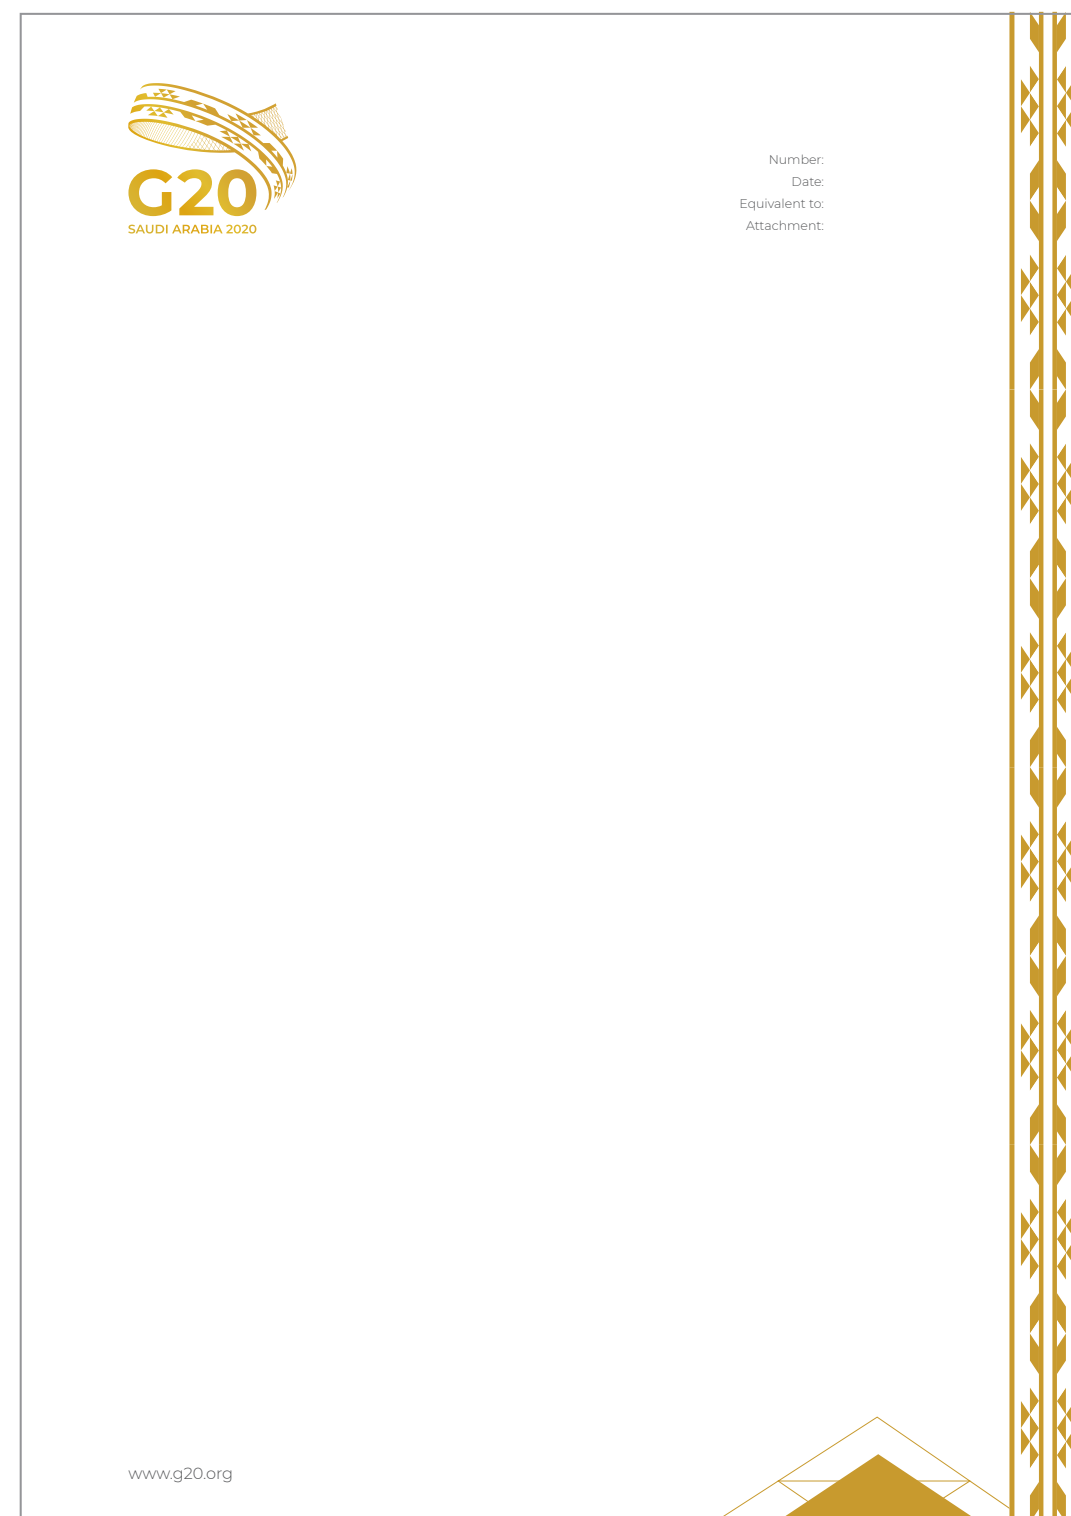 G20
SAUDI ARABIA 2020
Number:
Date:
Equivalent to:
Attachment:
www.g20.org